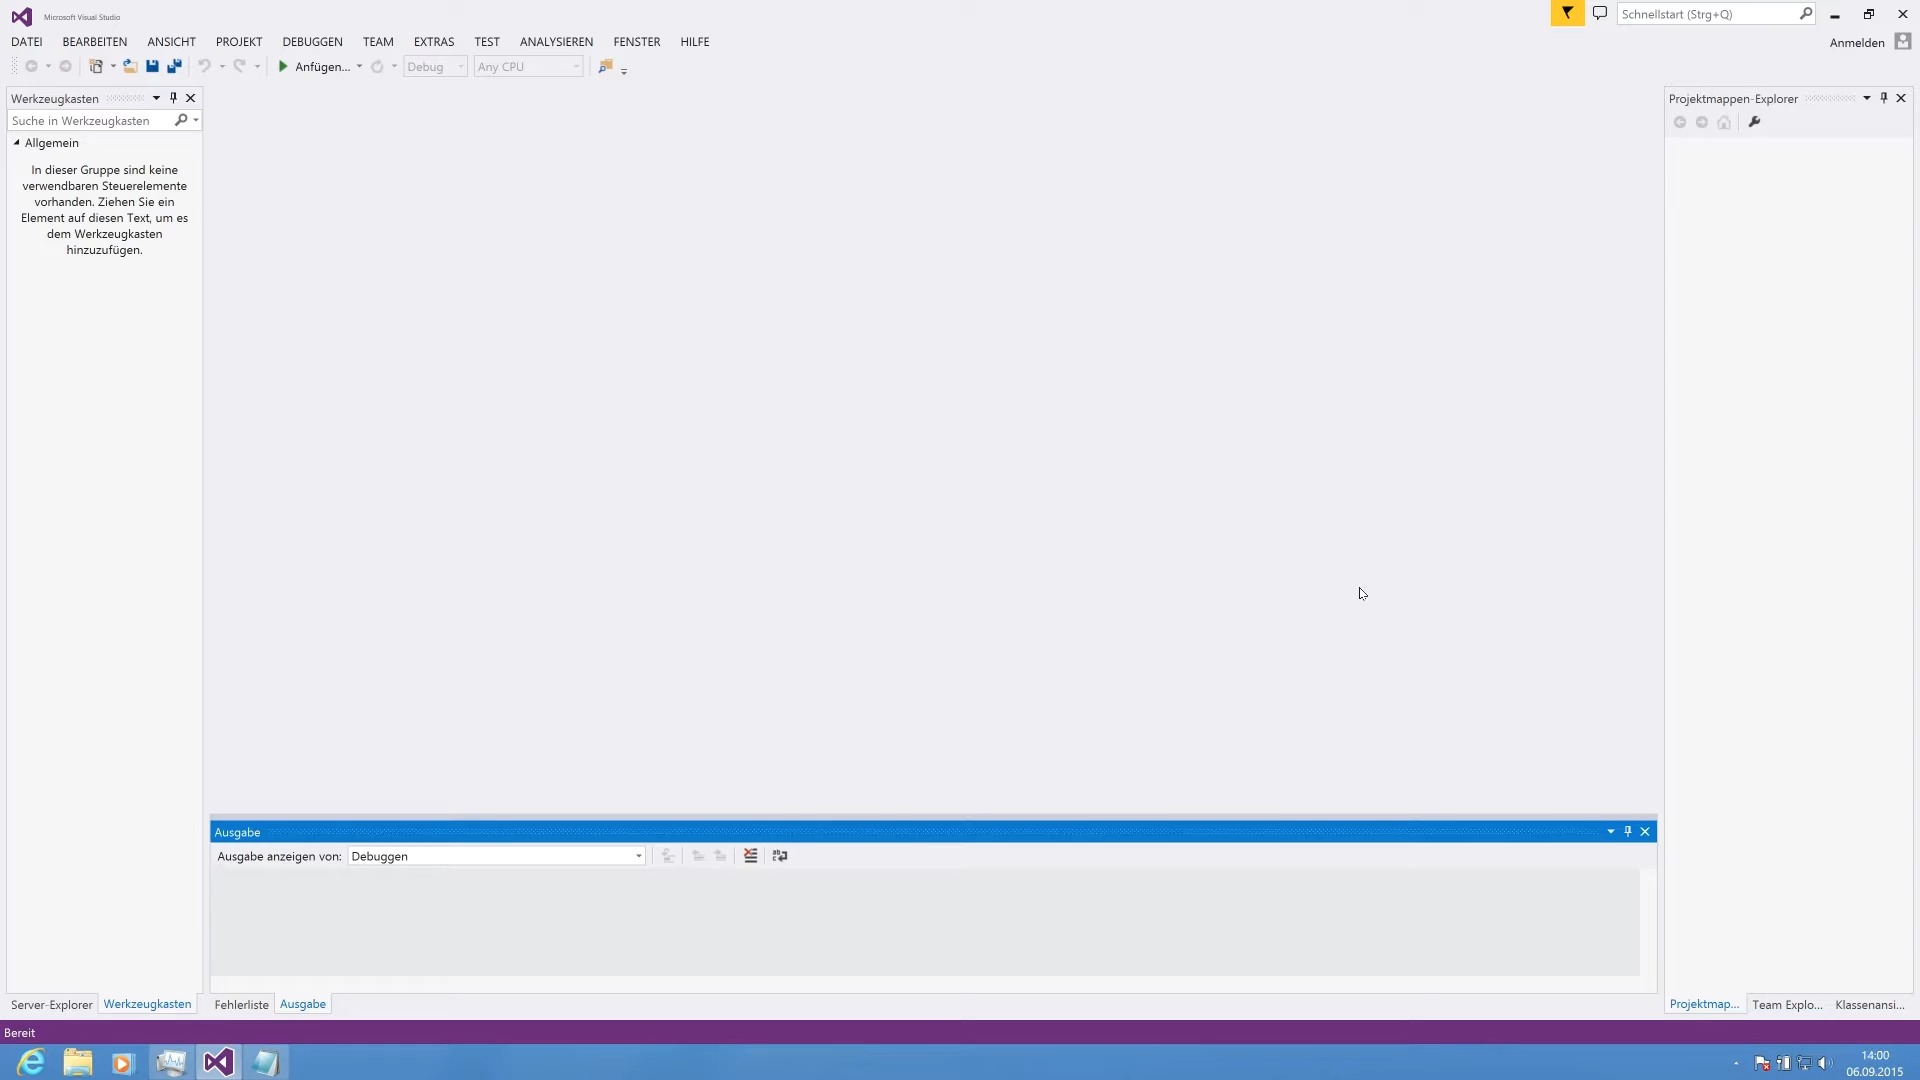 Microsoft Visual Studio
Schnellstart (Strg+Q)
DATEI BEARBEITEN ANSICHT PROJEKT DEBUGGEN TEAM EXTRAS TEST ANALYSIEREN FENSTER HILFE
Anmelden
Anfügen... Debug Any CPU
Werkzeugkasten
Suche in Werkzeugkasten
Allgemein
In dieser Gruppe sind keine
verwendbaren Steuerelemente
vorhanden. Ziehen Sie ein
Element auf diesen Text, um es
dem Werkzeugkasten
hinzuzufügen.
Projektmappen-Explorer
Ausgabe
Ausgabe anzeigen von: Debuggen
Server-Explorer Werkzeugkasten Fehlerliste Ausgabe
Projektmap... Team Explo... Klassenansi...
Bereit
14:00
06.09.2015